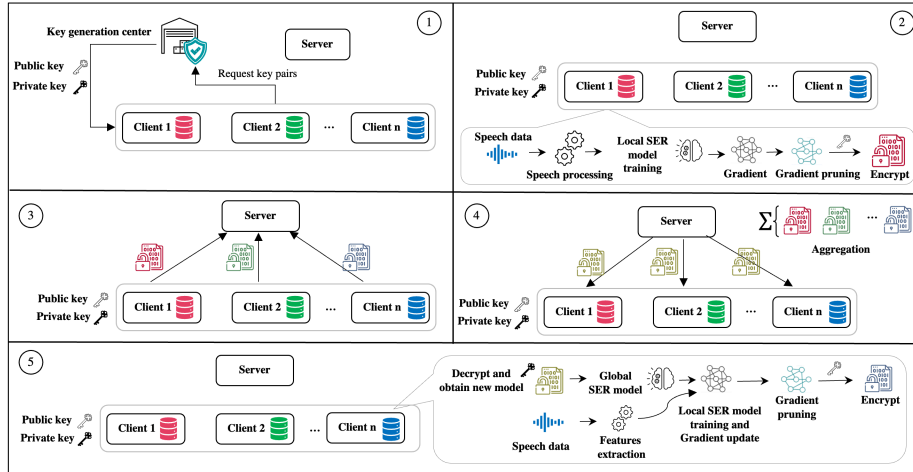 1
Key generation center
Server
Public key
Private key
Request key pairs
Client 1
Client 2
...
Client n
2
Server
Public key
Private key
Client 1
Client 2
...
Client n
Speech data
Speech processing
Local SER
model
training
Gradient
Gradient pruning
Encrypt
3
Server
Public key
Private key
Client 1
Client 2
...
Client n
4
Server
Σ{
...
Aggregation
Public key
Private key
Client 1
Client 2
...
Client n
5
Server
Public key
Private key
Client 1
Client 2
...
Client n
Decrypt and
obtain new model
Global
SER model
Speech data
Features
extraction
Local SER model
training and
Gradient update
Gradient
pruning
Encrypt